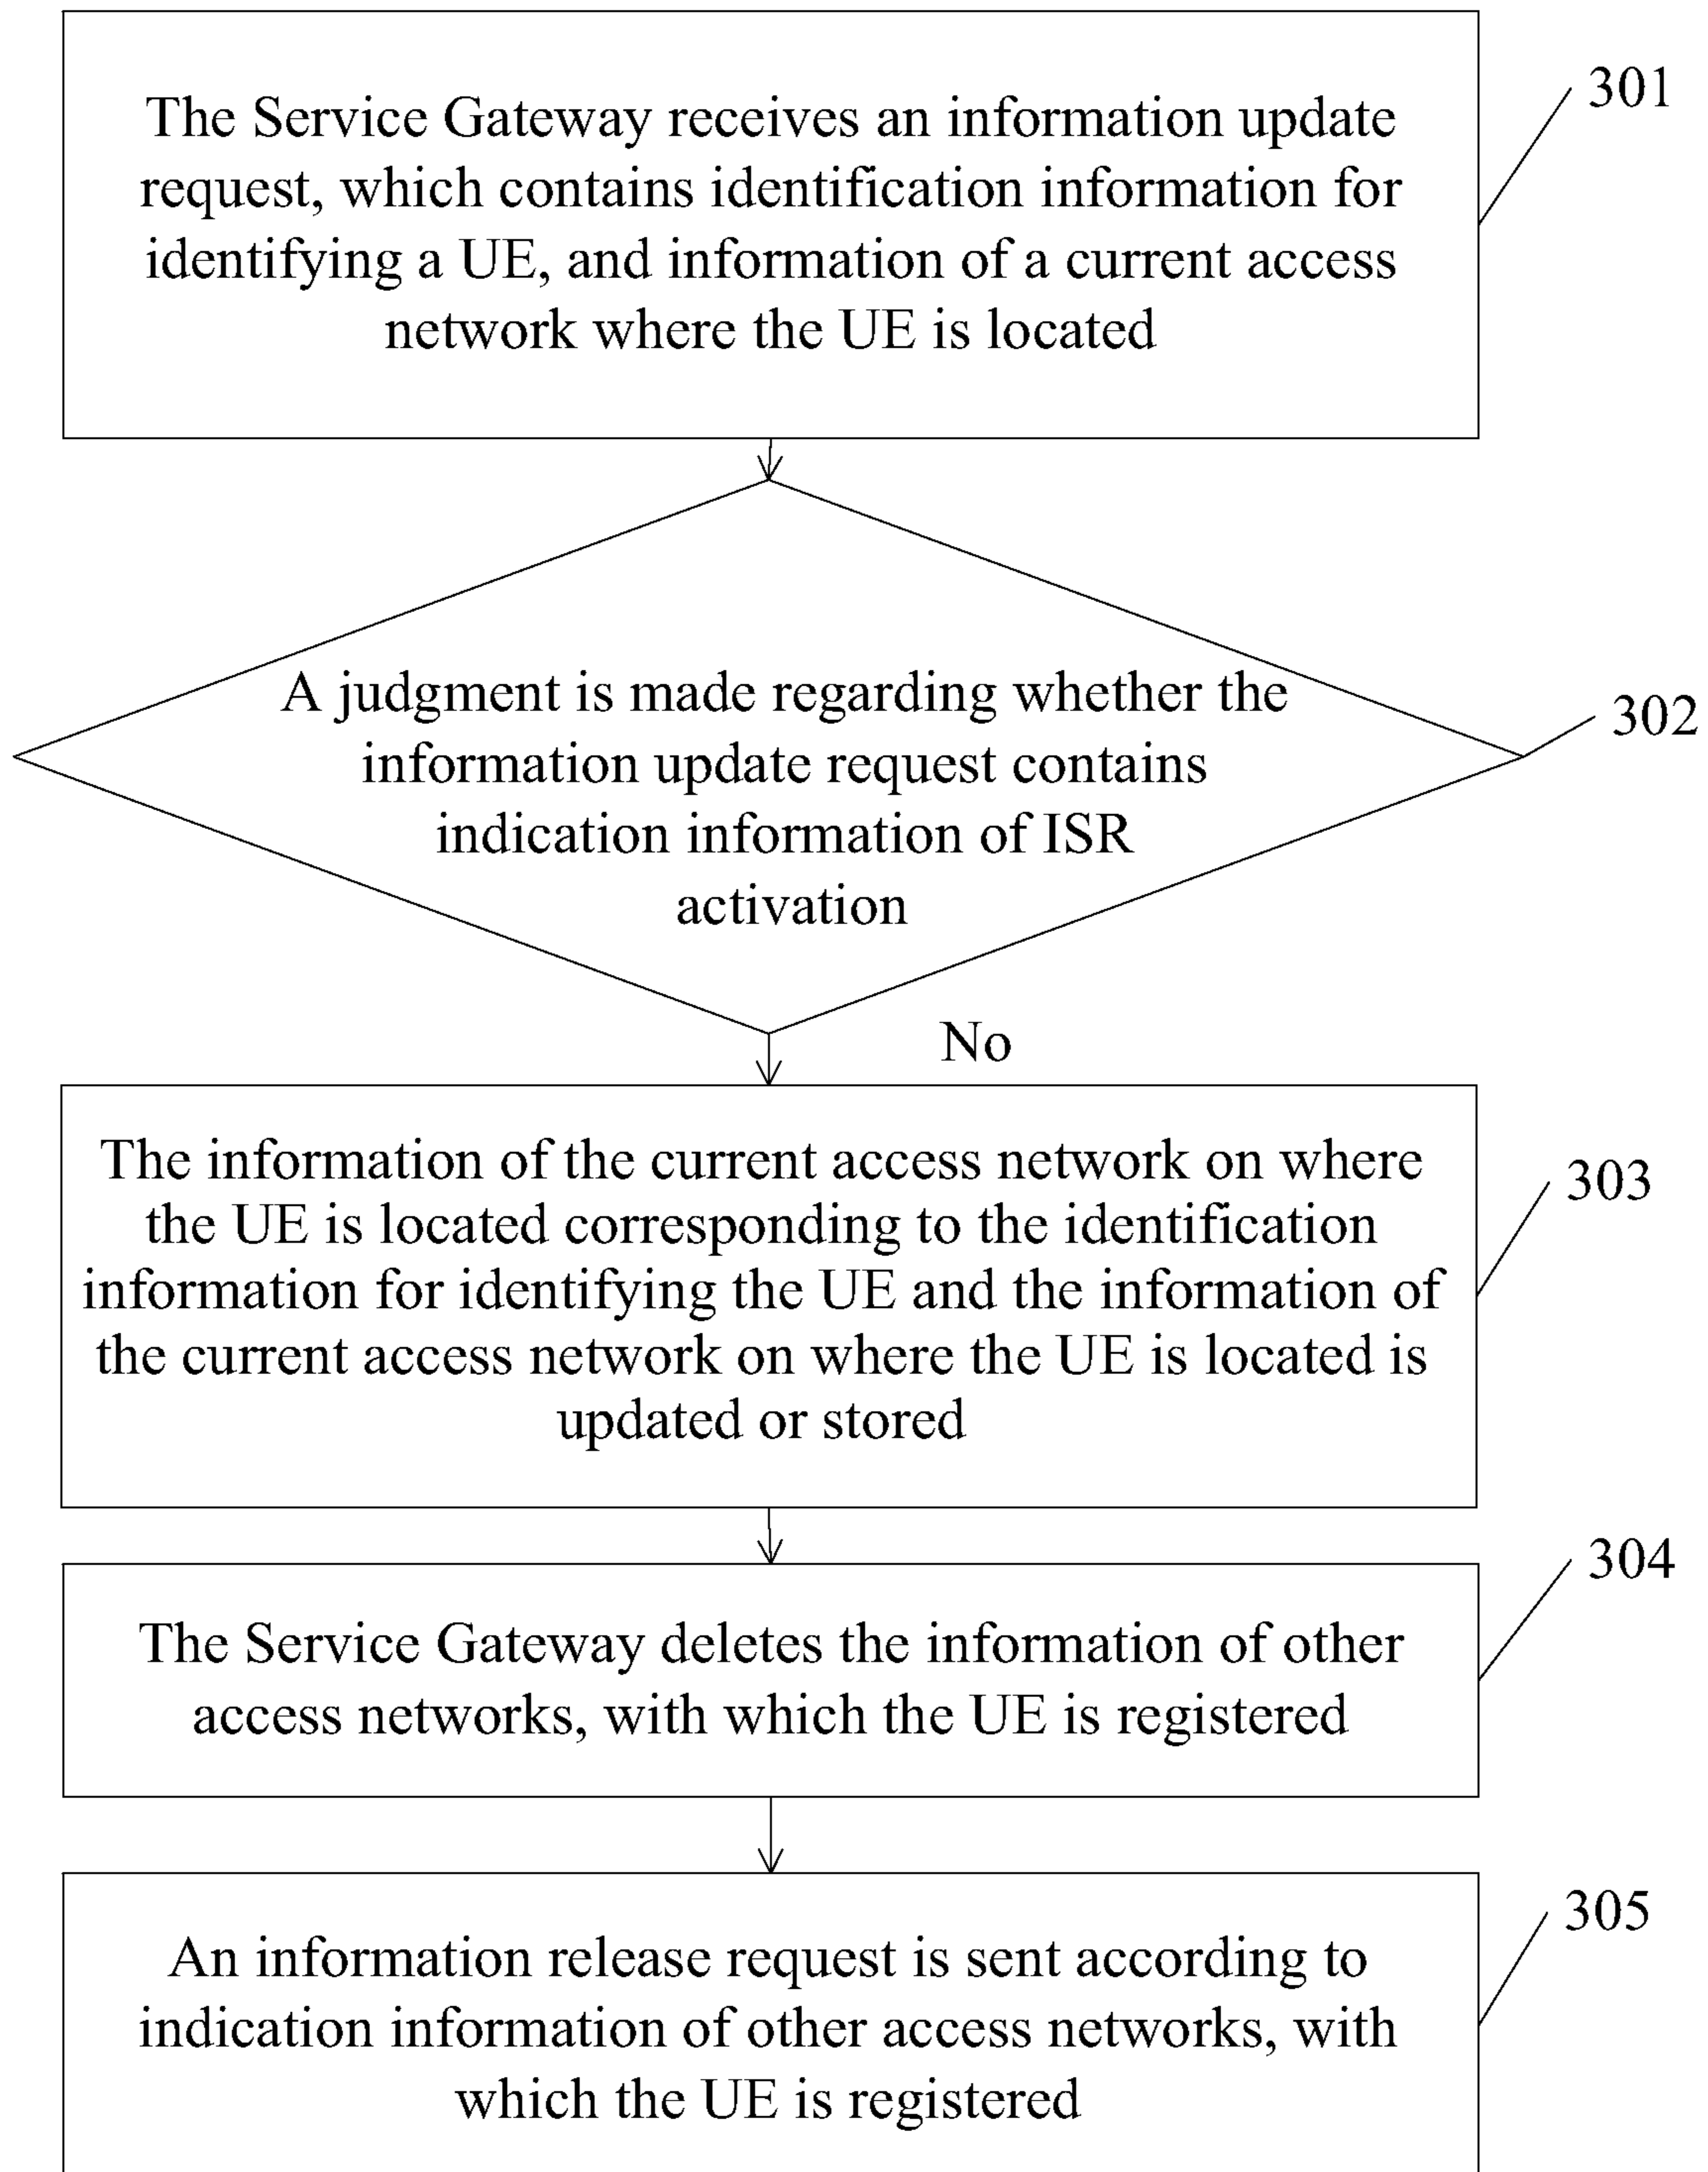 The Service Gateway receives an information update
request, which contains identification information for
identifying a UE, and information of a current access
network where the UE is located
301
A judgment is made regarding whether the
information update request contains
indication information of ISR
activation
302
No
The information of the current access network on where
the UE is located corresponding to the identification
information for identifying the UE and the information of
the current access network on where the UE is located is
updated or stored
303
The Service Gateway deletes the information of other
access networks, with which the UE is registered
304
An information release request is sent according to
indication information of other access networks, with
which the UE is registered
305